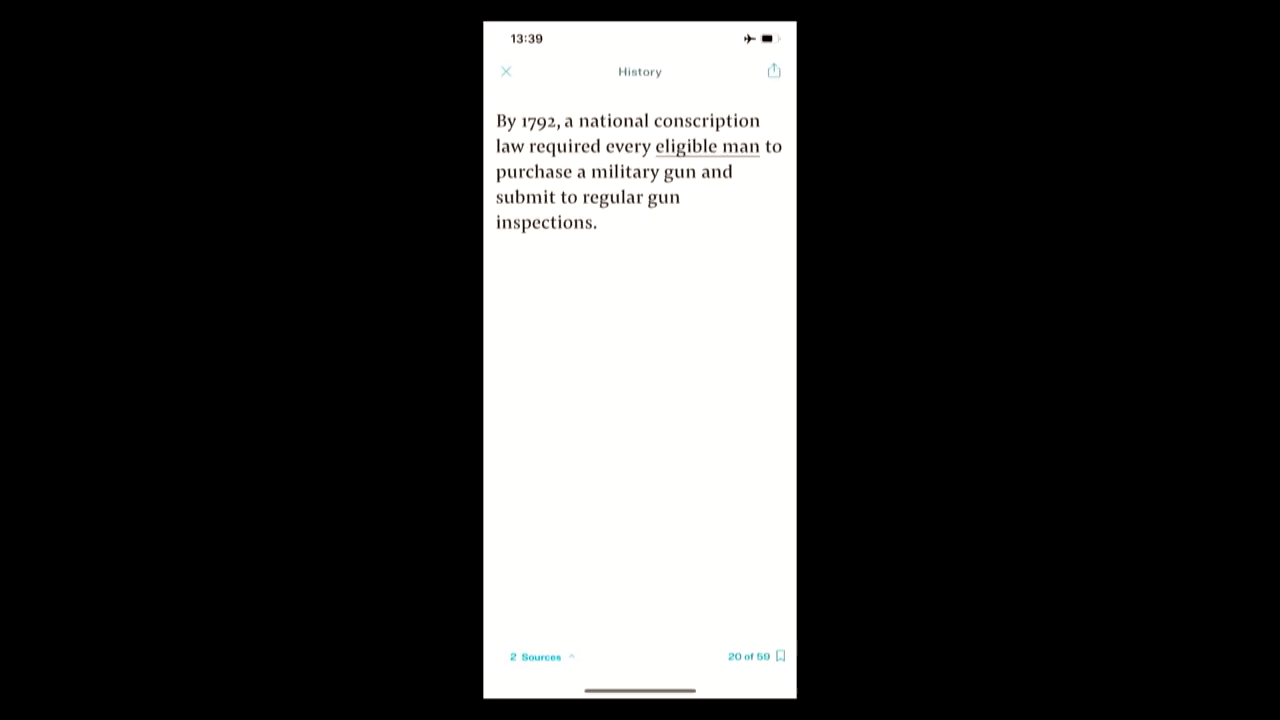 13:39
History
By 1792, a national conscription
law required every eligible man to
purchase a military gun and
submit to regular gun
inspections.
2 Sources
20 of 59